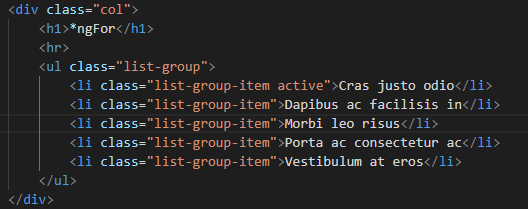 <div class="col">
    <h1>*ngFor</h1>
    <hr>
    <ul class="list-group">
        <li class="list-group-item active">Cras justo odio</li>
        <li class="list-group-item">Dapibus ac facilisis in</li>
        <li class="list-group-item">Morbi leo risus</li>
        <li class="list-group-item">Porta ac consectetur ac</li>
        <li class="list-group-item">Vestibulum at eros</li>
    </ul>
</div>